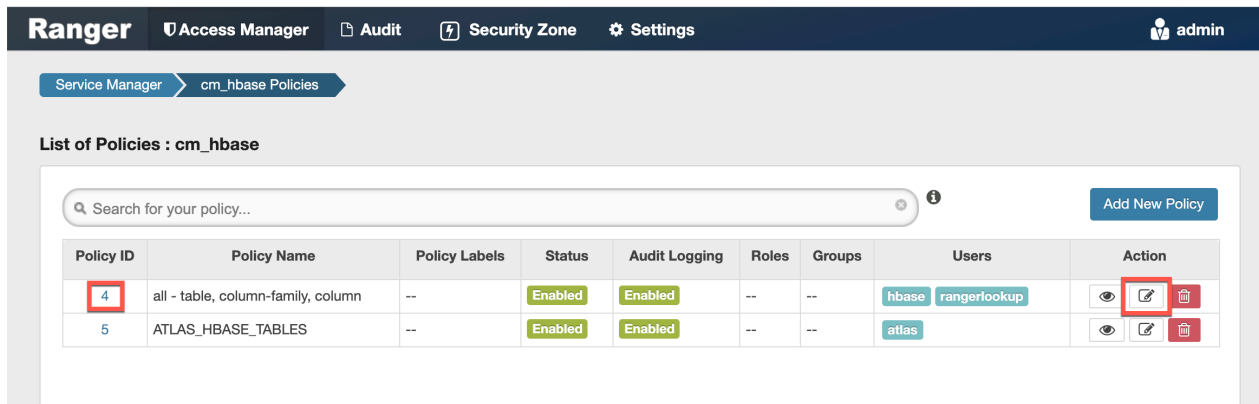 Ranger Access Manager Audit Security Zone Settings admin
Service Manager cm_hbase Policies
List of Policies : cm_hbase
Search for your policy...
Add New Policy
Policy ID Policy Name Policy Labels Status Audit Logging Roles Groups Users Action
4 all - table, column-family, column -- Enabled Enabled -- -- hbase rangerlookup
5 ATLAS_HBASE_TABLES -- Enabled Enabled -- -- atlas